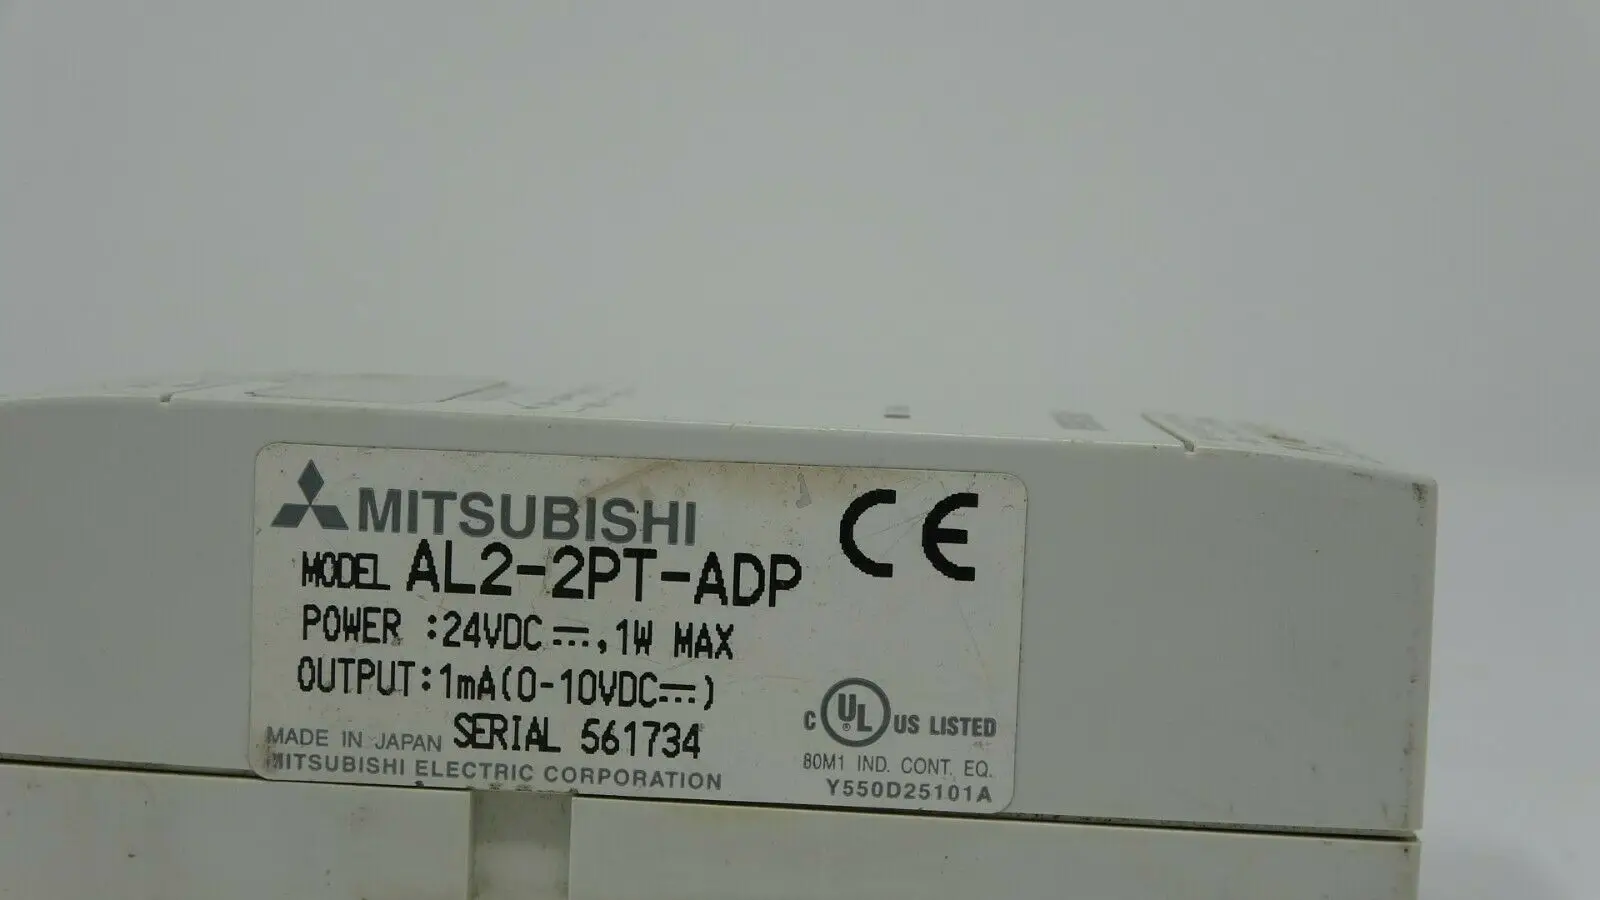 MITSUBISHI
CE
MODEL AL2-2PT-ADP
POWER :24VDC⎓,1W MAX
OUTPUT:1mA(0-10VDC⎓)
MADE IN JAPAN SERIAL 561734
MITSUBISHI ELECTRIC CORPORATION
C UL ® US LISTED
80M1 IND. CONT. EQ.
Y550D25101A